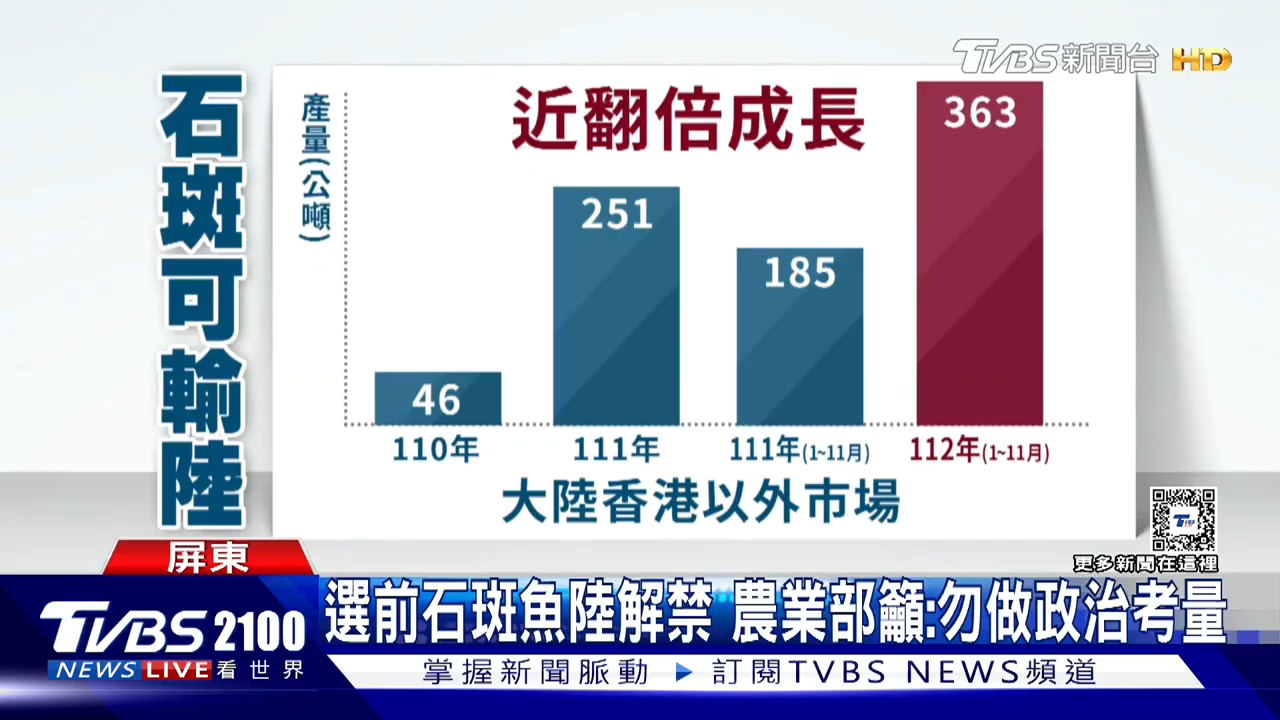 TVBS新聞台 HD
石斑可輸陸
產量(公噸)
近翻倍成長
46
251
185
363
110年
111年
111年(1~11月)
112年(1~11月)
大陸香港以外市場
TVBS
更多新聞在這裡
屏東
選前石斑魚陸解禁 農業部籲:勿做政治考量
TVBS 2100
NEWS LIVE 看世界
掌握新聞脈動 ▶ 訂閱TVBS NEWS頻道